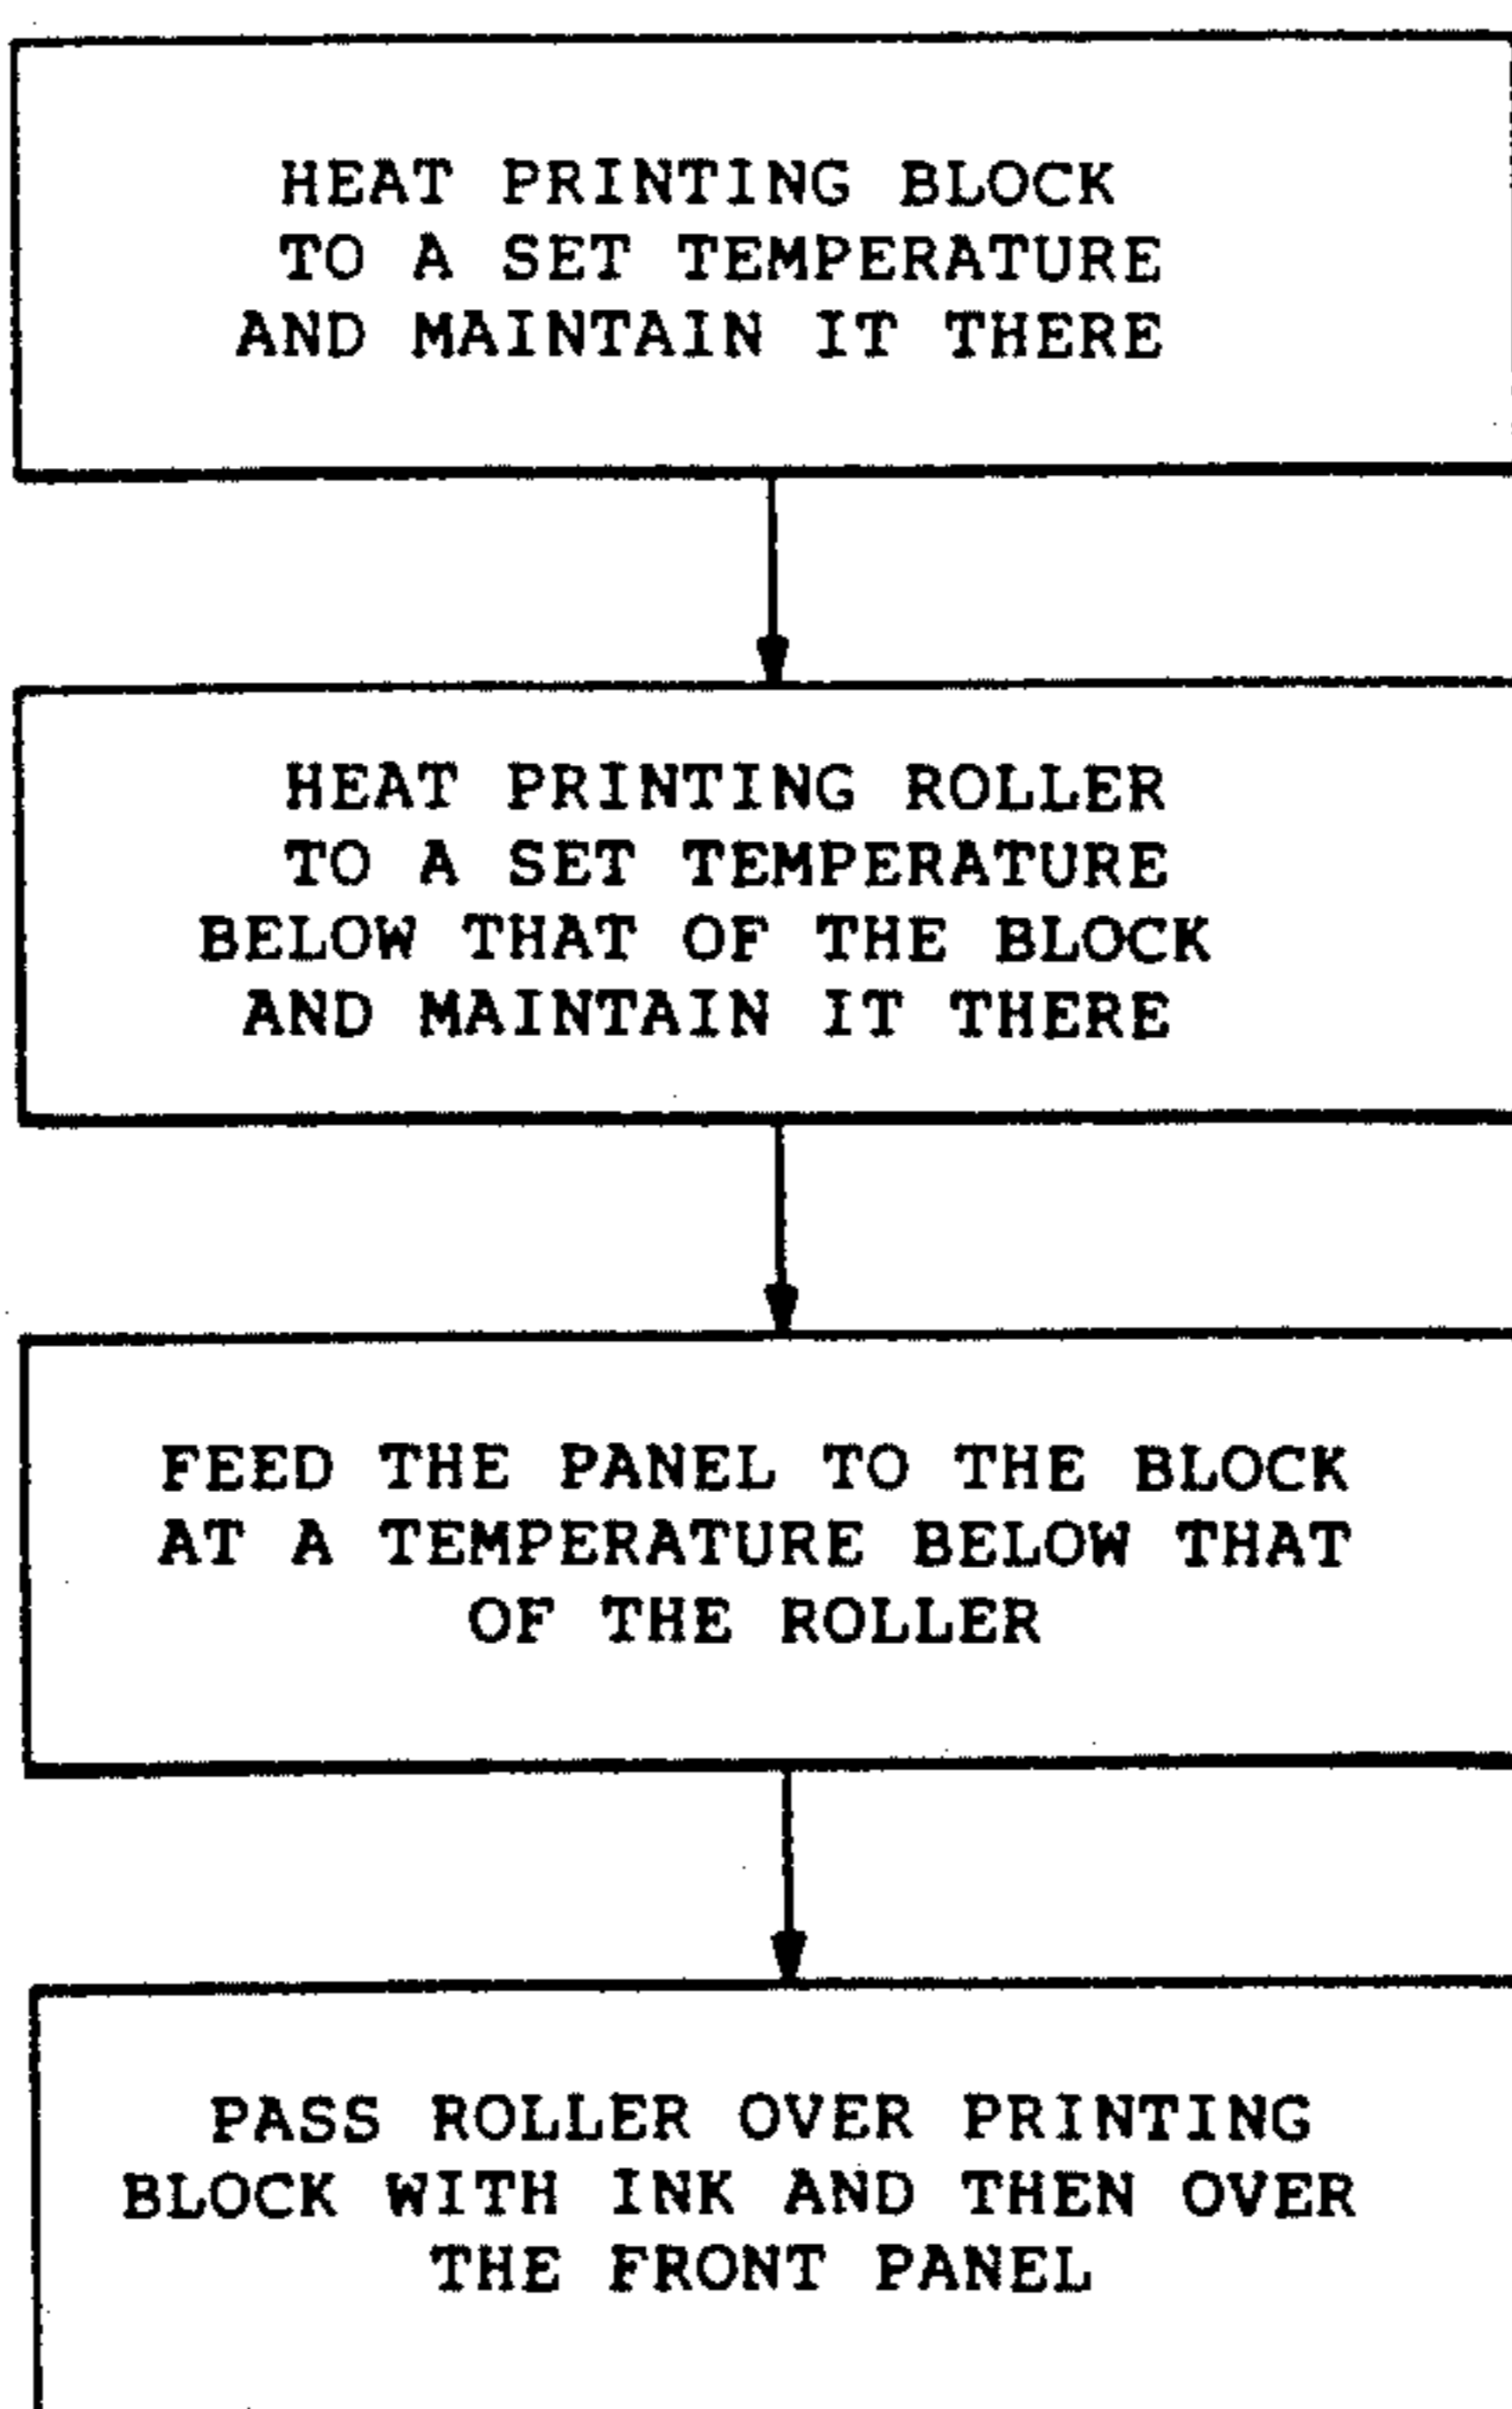 HEAT PRINTING BLOCK
TO A SET TEMPERATURE
AND MAINTAIN IT THERE
HEAT PRINTING ROLLER
TO A SET TEMPERATURE
BELOW THAT OF THE BLOCK
AND MAINTAIN IT THERE
FEED THE PANEL TO THE BLOCK
AT A TEMPERATURE BELOW THAT
OF THE ROLLER
PASS ROLLER OVER PRINTING
BLOCK WITH INK AND THEN OVER
THE FRONT PANEL